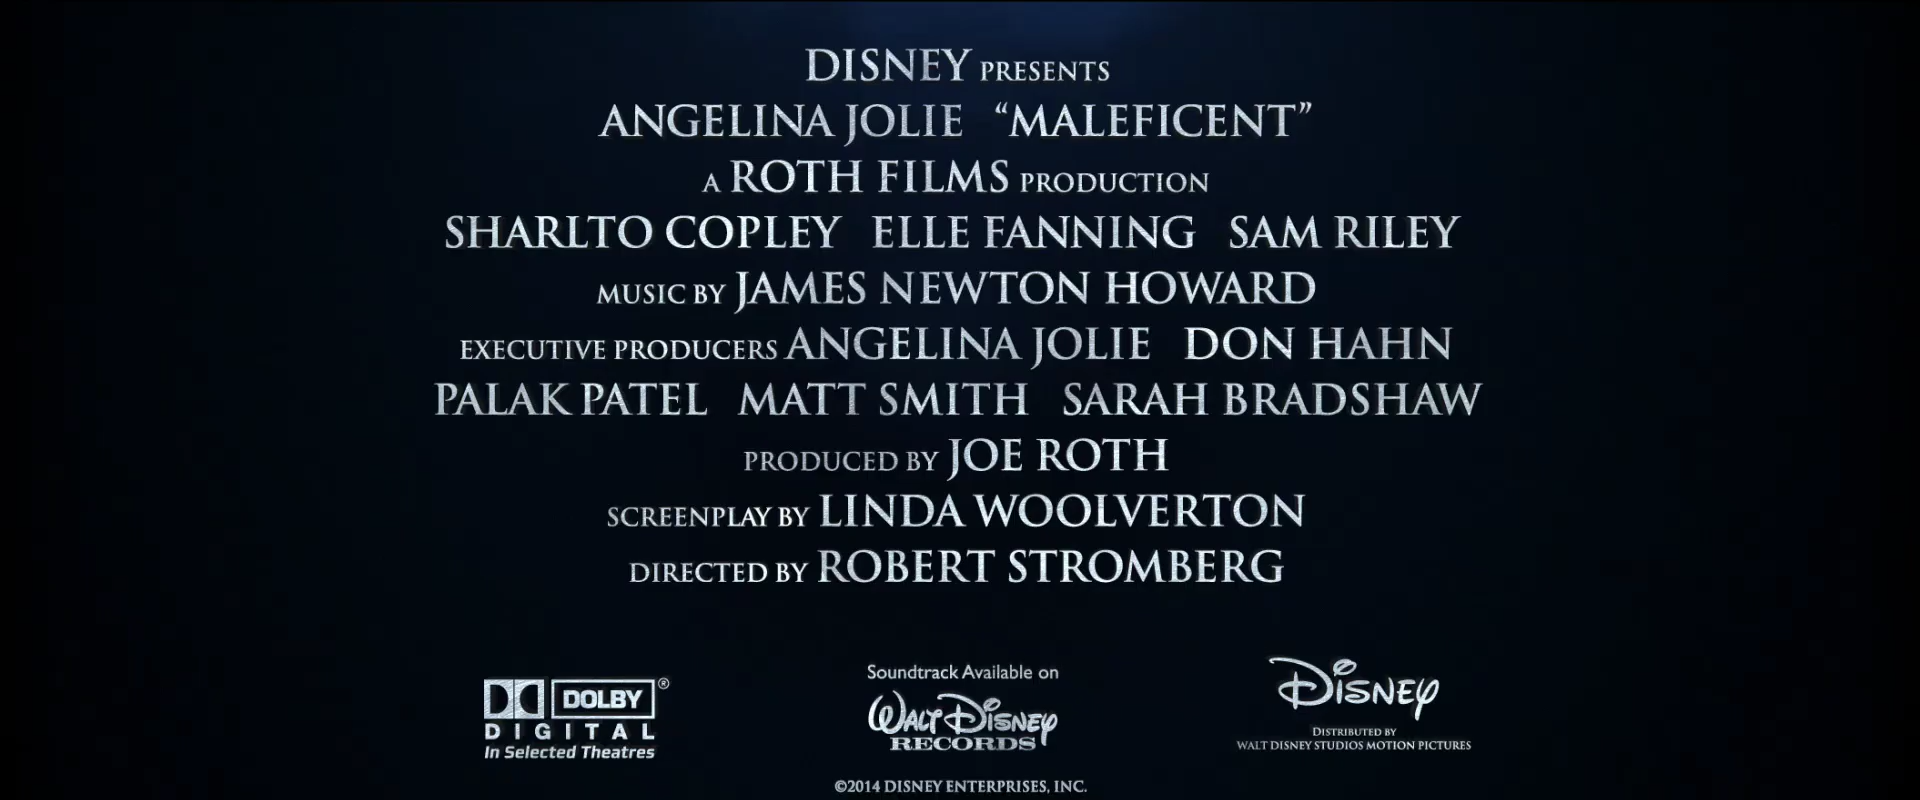 DISNEY PRESENTS
ANGELINA JOLIE “MALEFICENT”
A ROTH FILMS PRODUCTION
SHARLTO COPLEY ELLE FANNING SAM RILEY
MUSIC BY JAMES NEWTON HOWARD
EXECUTIVE PRODUCERS ANGELINA JOLIE DON HAHN
PALAK PATEL MATT SMITH SARAH BRADSHAW
PRODUCED BY JOE ROTH
SCREENPLAY BY LINDA WOOLVERTON
DIRECTED BY ROBERT STROMBERG
DOLBY®
DIGITAL
In Selected Theatres
Soundtrack Available on
WALT DISNEY
RECORDS
DISNEY
DISTRIBUTED BY
WALT DISNEY STUDIOS MOTION PICTURES
©2014 DISNEY ENTERPRISES, INC.